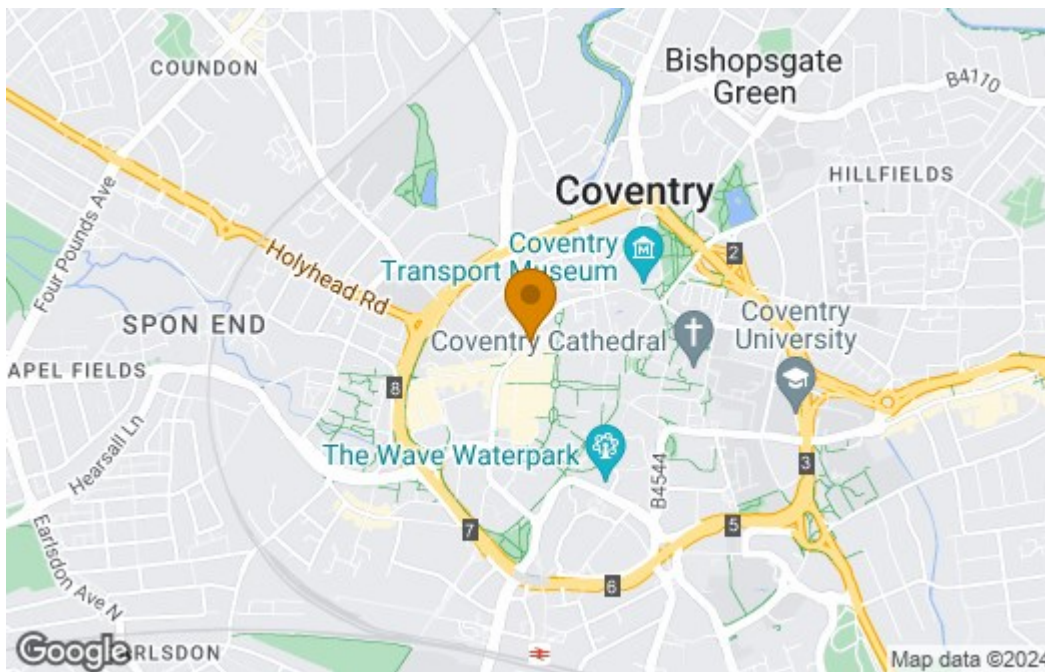 COUNDON
Bishopsgate
Green
B4110
HILLFIELDS
Coventry
Four Pounds Ave
Holyhead Rd
Coventry
Transport Museum
2
SPON END
Coventry Cathedral
Coventry
University
APEL FIELDS
8
Hearsall Ln
The Wave Waterpark
B4544
3
7
5
6
Earlsdon Ave N
Google
ARLSDON
Map data ©2024